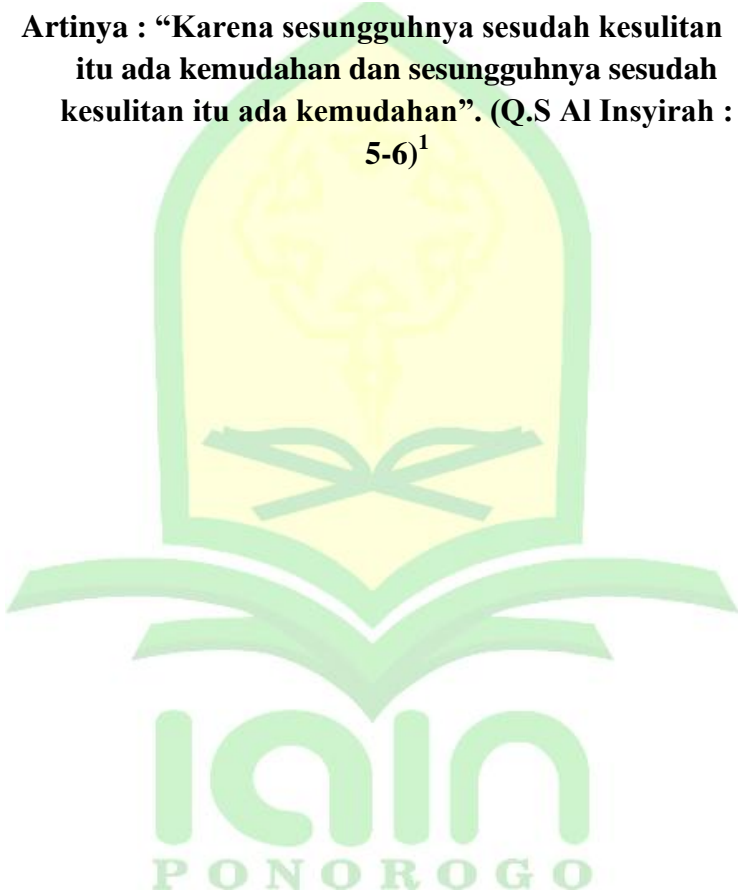 Artinya : “Karena sesungguhnya sesudah kesulitan
itu ada kemudahan dan sesungguhnya sesudah
kesulitan itu ada kemudahan”. (Q.S Al Insyirah :
5-6)¹
iain
PONOROGO